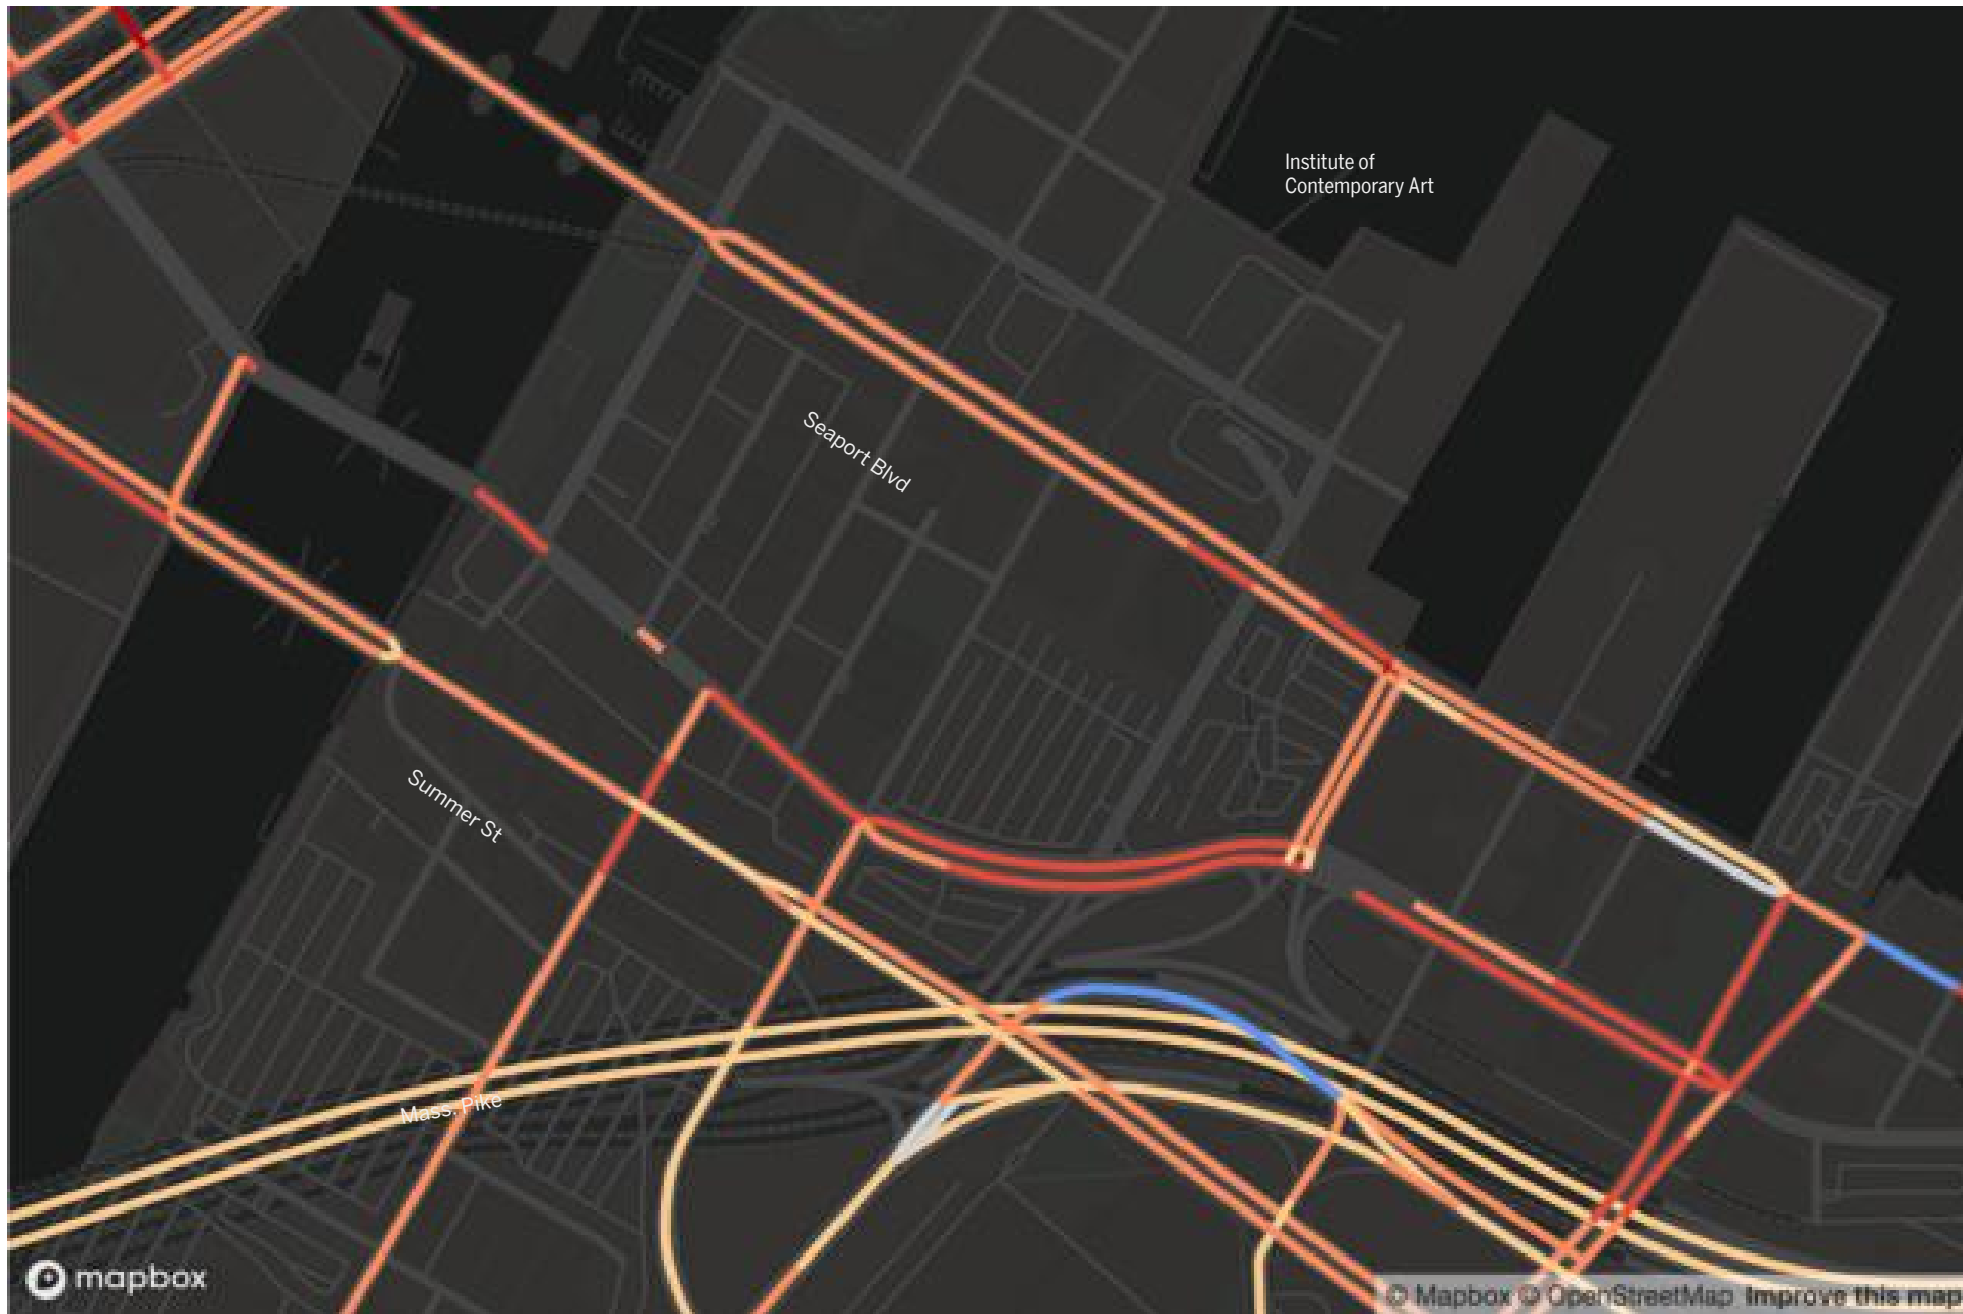 Institute of
Contemporary Art
Seaport Blvd
Summer St
Mass. Pike
mapbox
© Mapbox © OpenStreetMap Improve this map